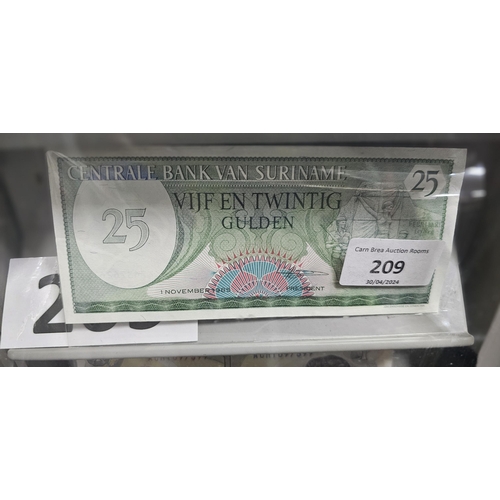 CENTRALE BANK VAN SURINAME
25
VIJF EN TWINTIG
GULDEN
25
Carn Brea Auction Rooms
209
30/04/2024
1 NOVEMBER 1985
PRESIDENT